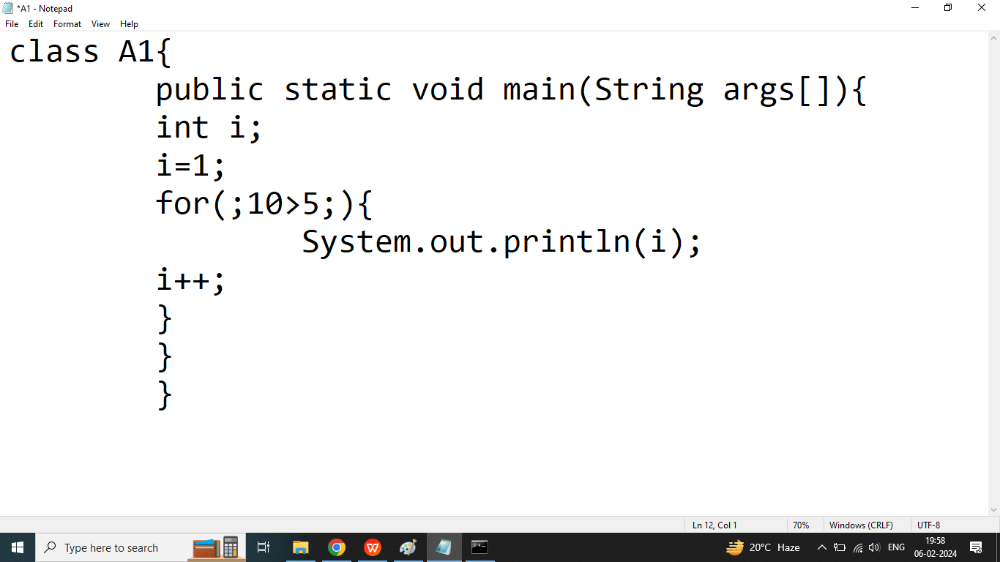 *A1 - Notepad
File Edit Format View Help
class A1{
public static void main(String args[]){
int i;
i=1;
for(;10>5;){
System.out.println(i);
i++;
}
}
}
Ln 12, Col 1 70% Windows (CRLF) UTF-8
Type here to search W 20°C Haze ENG 19:58
06-02-2024